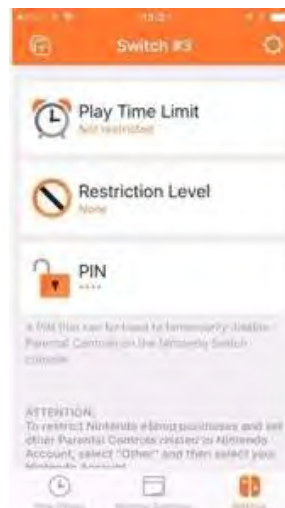 Switch #3
Play Time Limit
Not restricted
Restriction Level
None
PIN
****
A PIN that can be used to temporarily disable
Parental Controls on the Nintendo Switch
console.
ATTENTION:
To restrict Nintendo eShop purchases and set
other Parental Controls related to Nintendo
Account, select "Other" and then select your
Nintendo Account